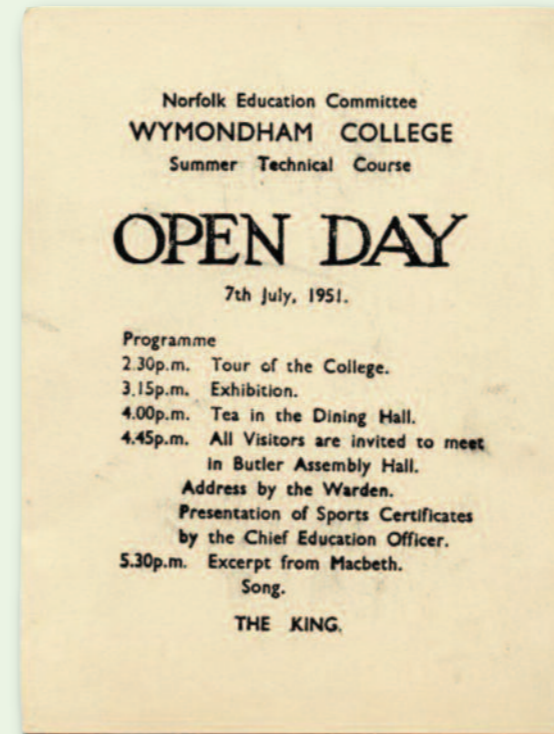 Norfolk Education Committee
WYMONDHAM COLLEGE
Summer Technical Course
OPEN DAY
7th July, 1951.
Programme
2.30p.m. Tour of the College.
3.15p.m. Exhibition.
4.00p.m. Tea in the Dining Hall.
4.45p.m. All Visitors are invited to meet
in Butler Assembly Hall.
Address by the Warden.
Presentation of Sports Certificates
by the Chief Education Officer.
5.30p.m. Excerpt from Macbeth.
Song.
THE KING.